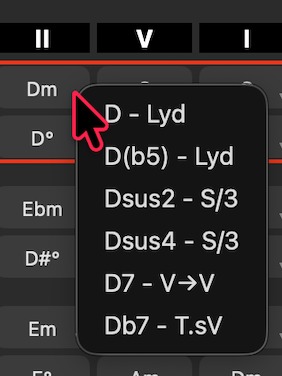 II V I
Dm
D - Lyd
D°
D(b5) - Lyd
Dsus2 - S/3
Ebm
Dsus4 - S/3
D#°
D7 - V→V
Db7 - T.sV
Em